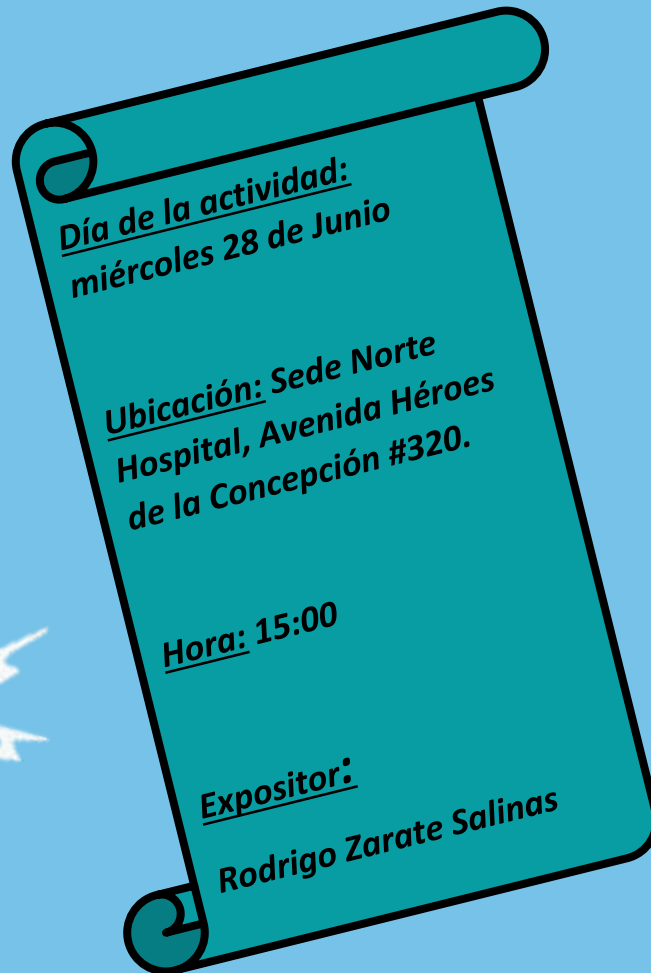 Día de la actividad:
miércoles 28 de Junio
Ubicación: Sede Norte
Hospital, Avenida Héroes
de la Concepción #320.
Hora: 15:00
Expositor:
Rodrigo Zarate Salinas